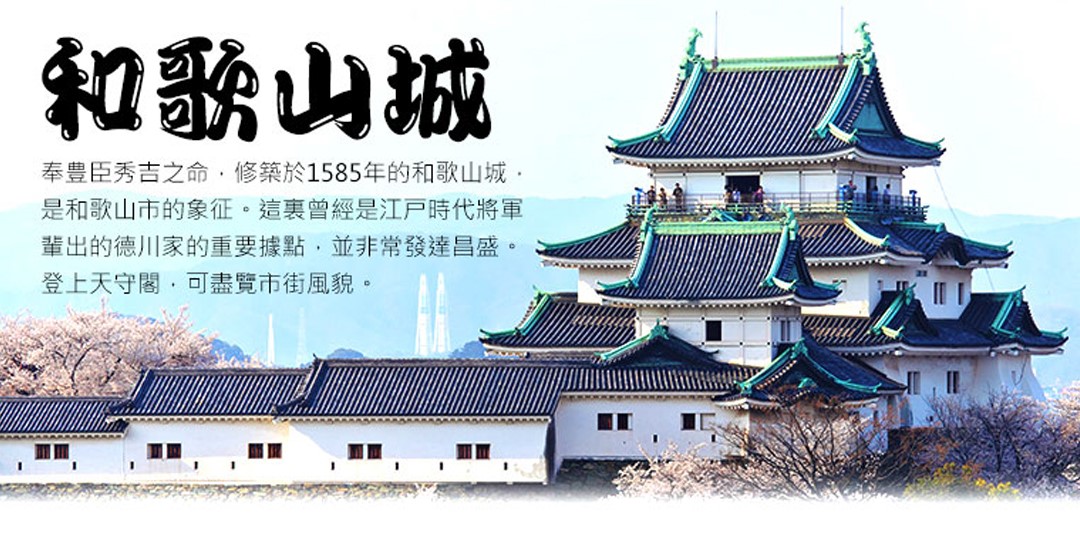 和歌山城
奉豊臣秀吉之命，修築於1585年的和歌山城，
是和歌山市的象征。這裏曾經是江戸時代將軍
輩出的德川家的重要據點，並非常發達昌盛。
登上天守閣，可盡覽市街風貌。